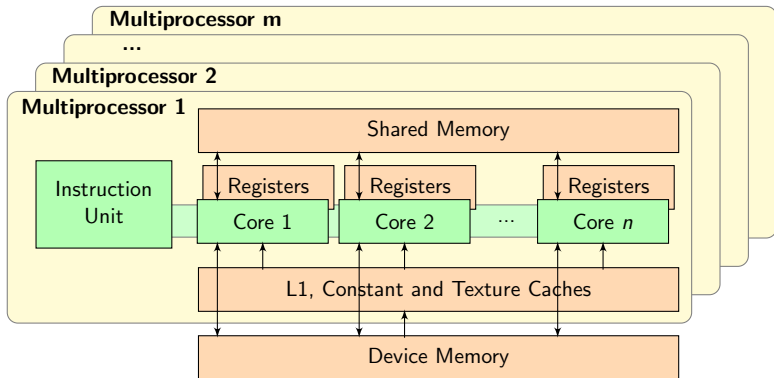 Multiprocessor m
...
Multiprocessor 2
Multiprocessor 1
Shared Memory
Instruction
Unit
Registers
Registers
Registers
Core 1
Core 2
...
Core n
L1, Constant and Texture Caches
Device Memory